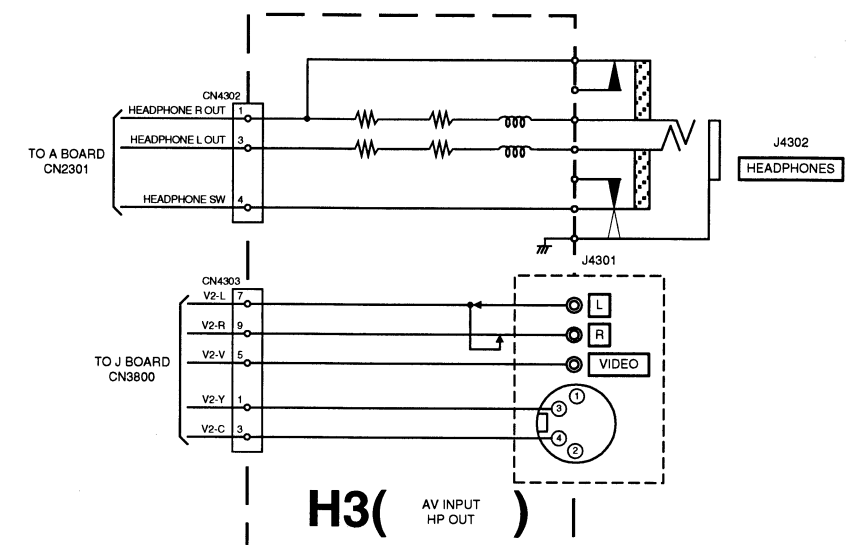 CN4302
HEADPHONE R OUT 1
HEADPHONE L OUT 3
TO A BOARD
CN2301
HEADPHONE SW 4
J4302
HEADPHONES
J4301
CN4303
V2-L 7
L
V2-R 9
R
TO J BOARD
CN3800
V2-V 5
VIDEO
V2-Y 1
V2-C 3
1
3
4
2
H3( AV INPUT
HP OUT )